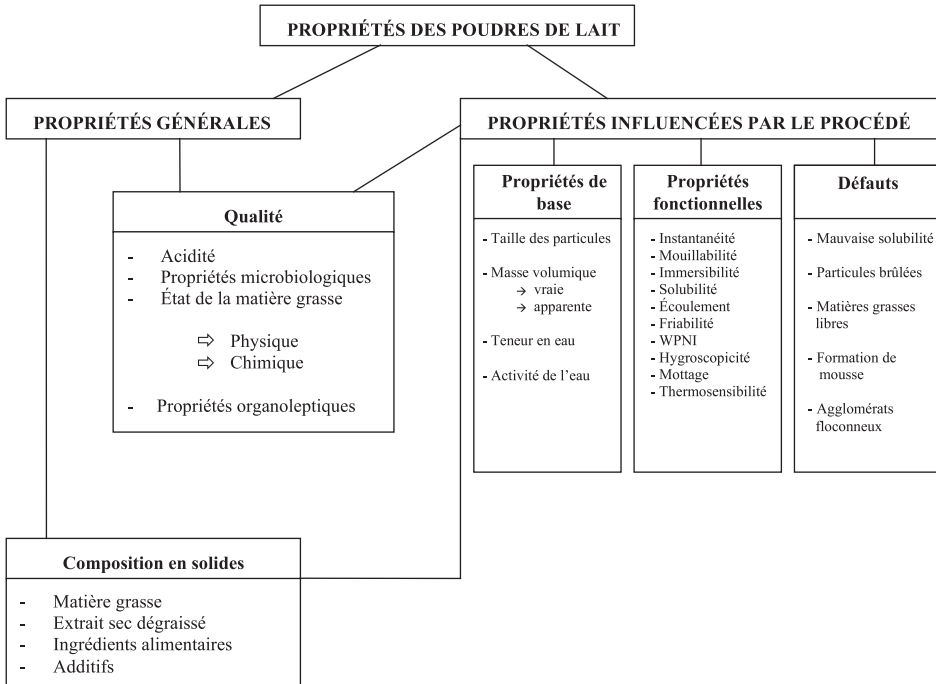 PROPRIÉTÉS DES POUDRES DE LAIT
PROPRIÉTÉS GÉNÉRALES
PROPRIÉTÉS INFLUENCÉES PAR LE PROCÉDÉ
Qualité
- Acidité
- Propriétés microbiologiques
- État de la matière grasse
⇨ Physique
⇨ Chimique
- Propriétés organoleptiques
Propriétés de
base
- Taille des particules
- Masse volumique
→ vraie
→ apparente
- Teneur en eau
- Activité de l'eau
Propriétés
fonctionnelles
- Instantanéité
- Mouillabilité
- Immersibilité
- Solubilité
- Écoulement
- Friabilité
- WPNI
- Hygroscopicité
- Mottage
- Thermosensibilité
Défauts
- Mauvaise solubilité
- Particules brûlées
- Matières grasses
libres
- Formation de
mousse
- Agglomérats
floconneux
Composition en solides
- Matière grasse
- Extrait sec dégraissé
- Ingrédients alimentaires
- Additifs